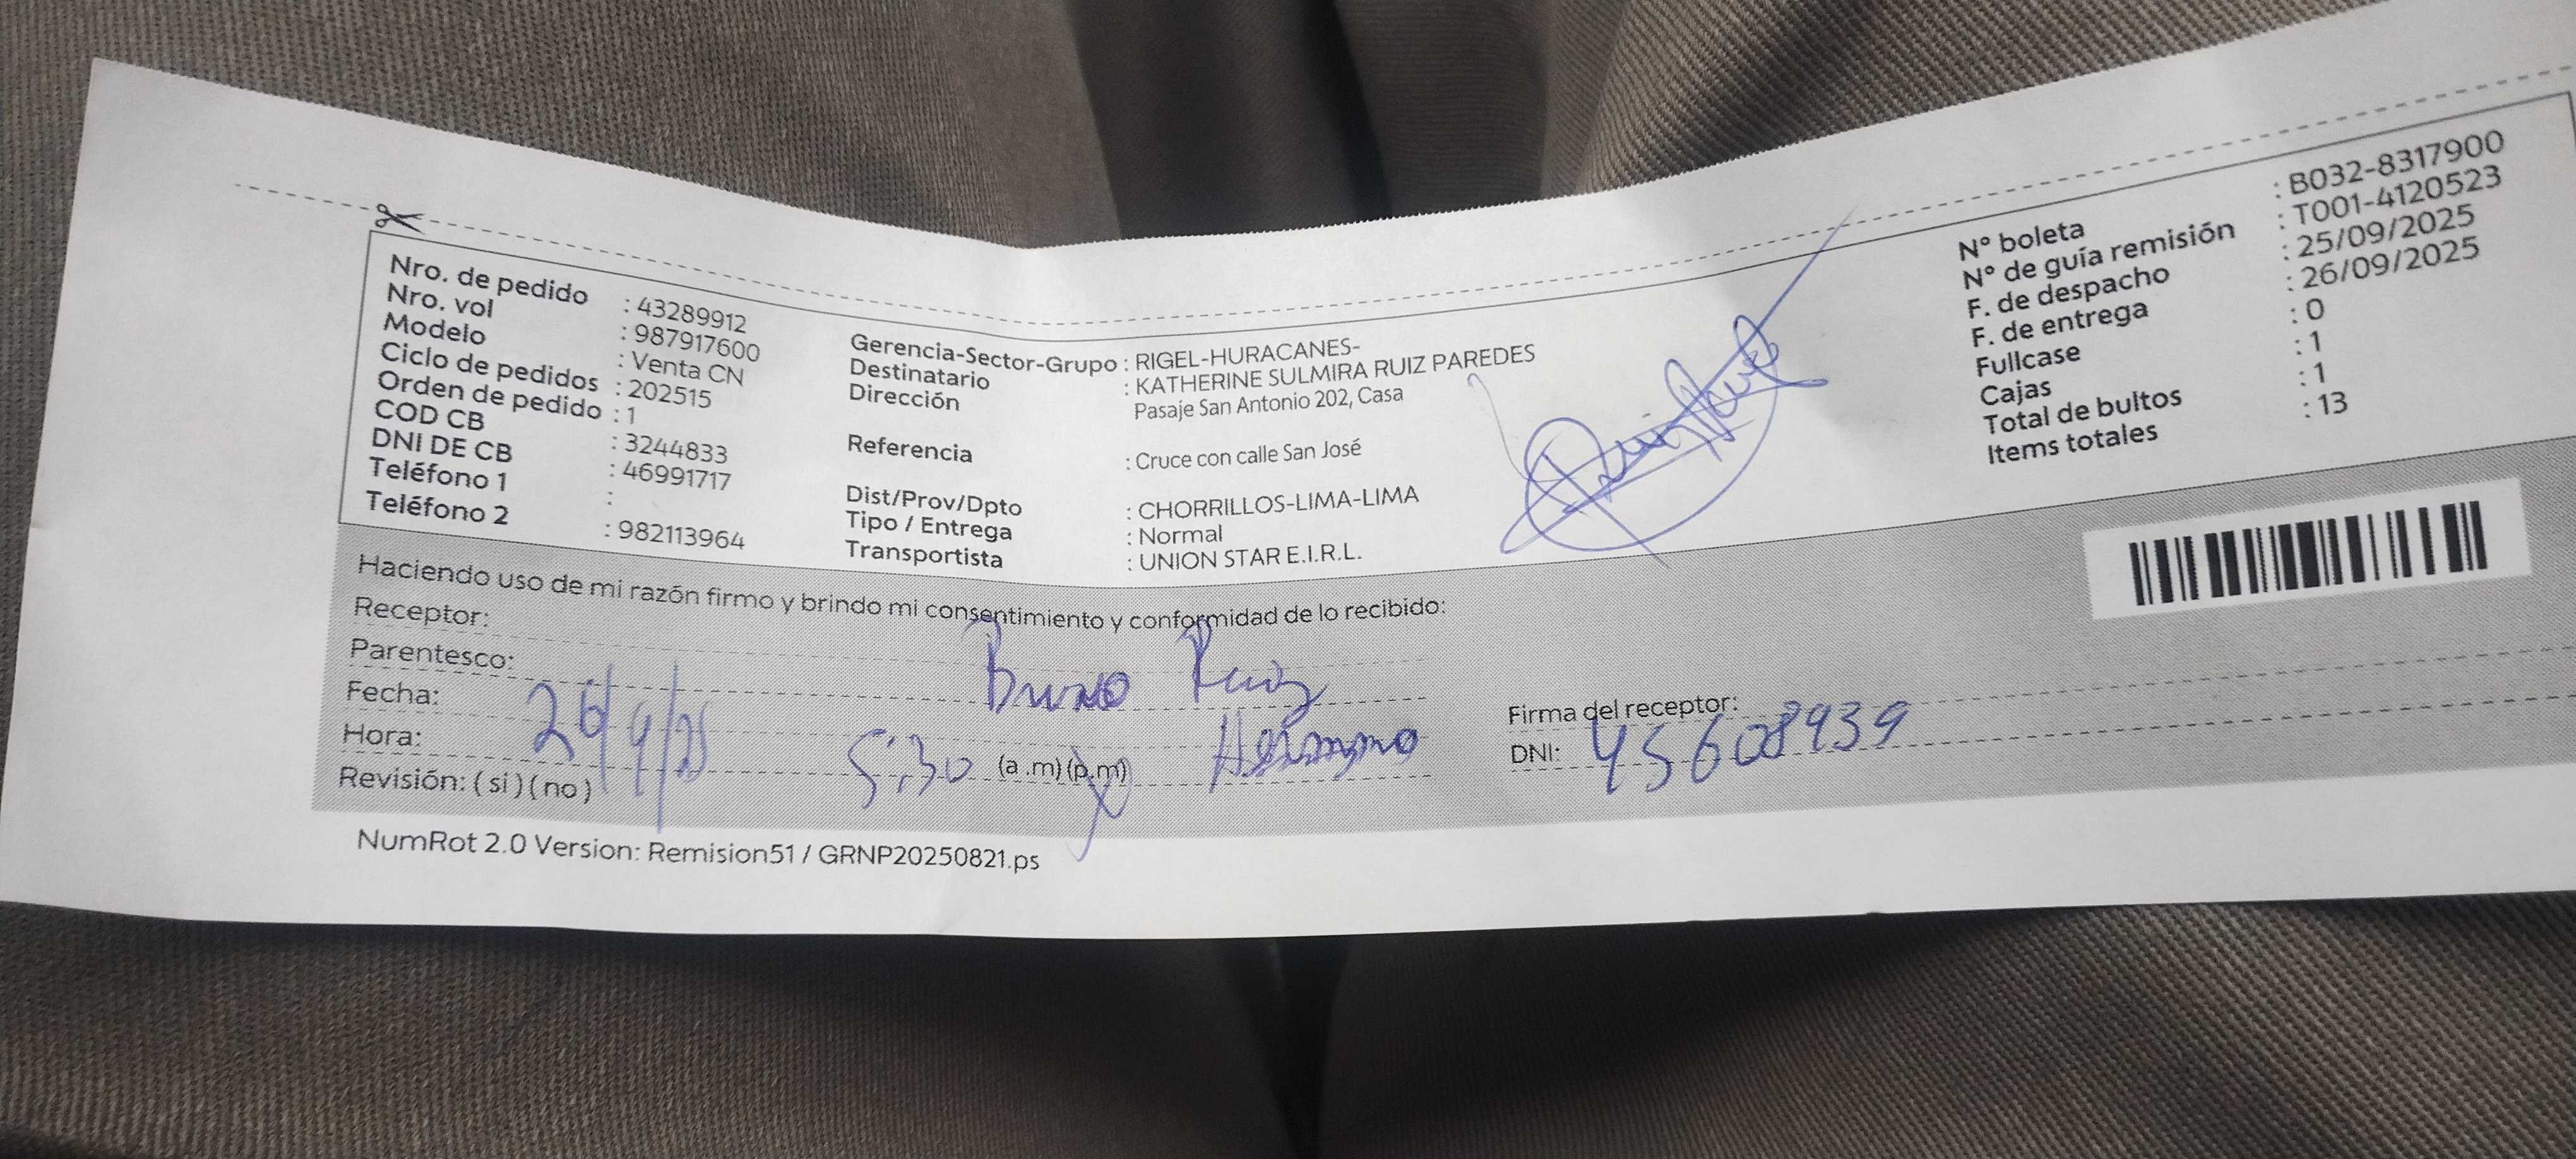 Nro. de pedido : 43289912
Nro. vol : 987917600
Modelo : Venta CN
Ciclo de pedidos : 202515
Orden de pedido : 1
COD CB : 3244833
DNI DE CB : 46991717
Teléfono 1 :
Teléfono 2 : 982113964
Gerencia-Sector-Grupo : RIGEL-HURACANES-
Destinatario : KATHERINE SULMIRA RUIZ PAREDES
Dirección : Pasaje San Antonio 202, Casa
Referencia : Cruce con calle San José
Dist/Prov/Dpto : CHORRILLOS-LIMA-LIMA
Tipo / Entrega : Normal
Transportista : UNION STAR E.I.R.L.
N° boleta : B032-8317900
N° de guía remisión : T001-4120523
F. de despacho : 25/09/2025
F. de entrega : 26/09/2025
Fullcase : 0
Cajas : 1
Total de bultos : 1
Items totales : 13
Haciendo uso de mi razón firmo y brindo mi consentimiento y conformidad de lo recibido:
Receptor: Bruno Ruiz
Parentesco: Hermano
Fecha: 26/9/25
Hora: 5:30 (a .m) (p.m)
Revisión: ( si ) ( no )
Firma del receptor:
DNI: 45608939
NumRot 2.0 Version: Remision51 / GRNP20250821.ps